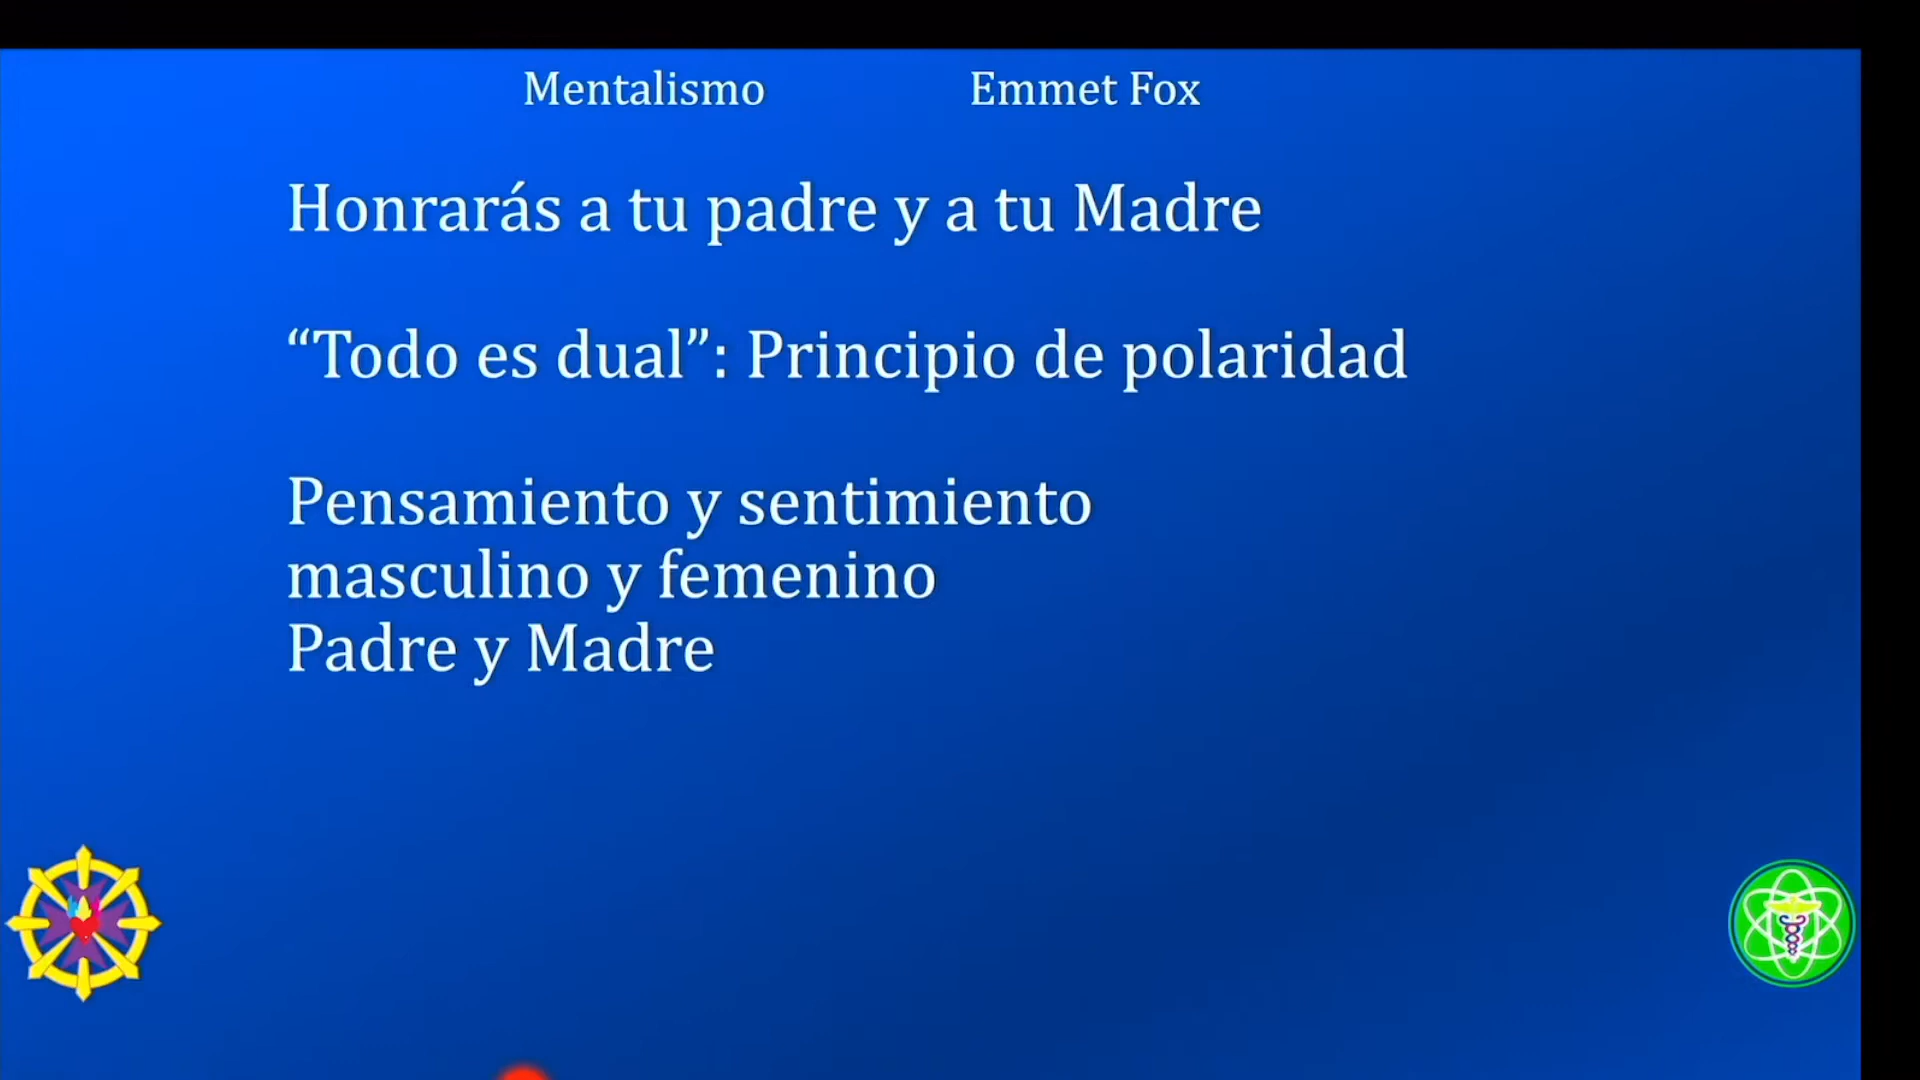 Mentalismo Emmet Fox
Honrarás a tu padre y a tu Madre
“Todo es dual”: Principio de polaridad
Pensamiento y sentimiento
masculino y femenino
Padre y Madre